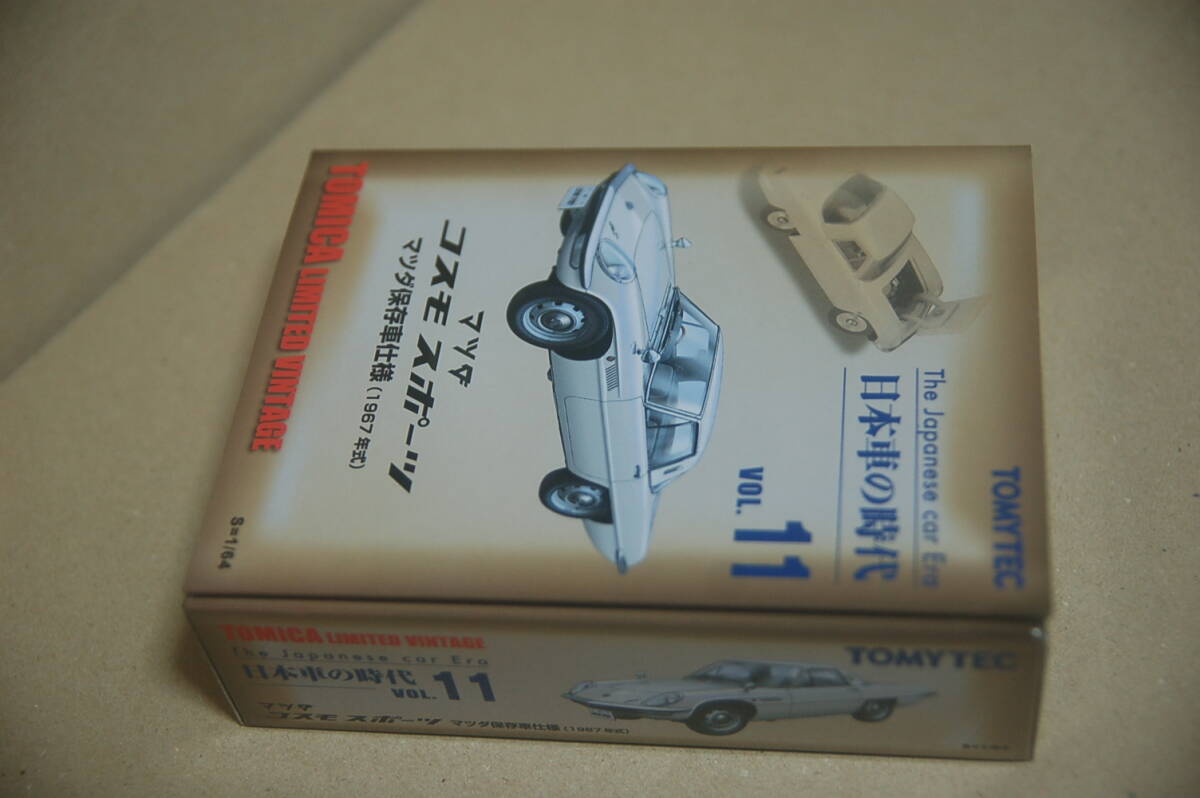 TOMYTEC
The Japanese car Era
日本車の時代
VOL. 11
マツダ
コスモ スポーツ
マツダ保存車仕様 (1967年式)
TOMICA LIMITED VINTAGE
S=1/64
TOMICA LIMITED VINTAGE
The Japanese car Era
日本車の時代
VOL. 11
マツダ
コスモ スポーツ マツダ保存車仕様 (1967年式)
TOMYTEC